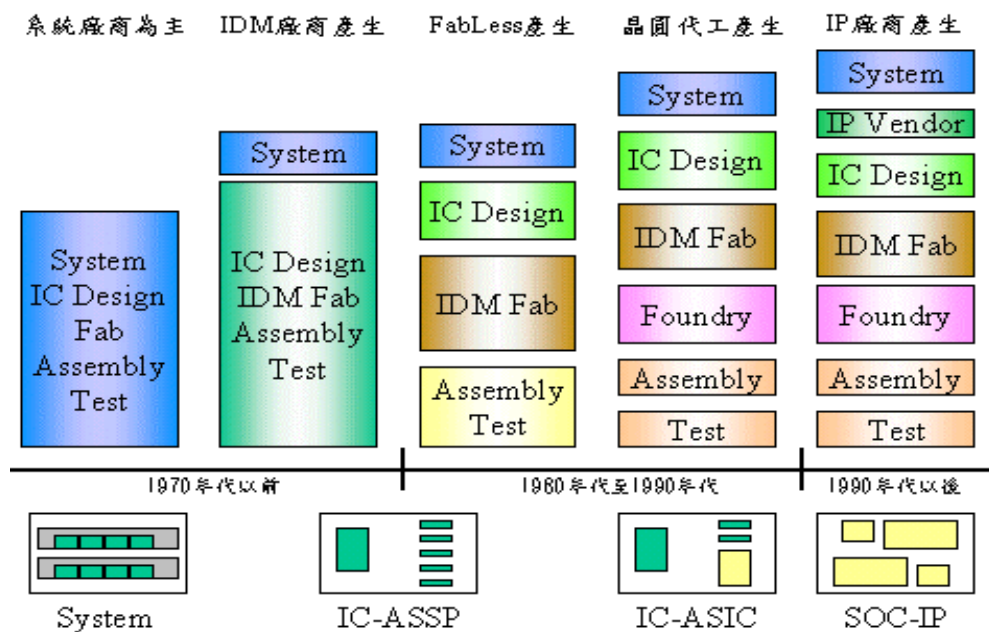 系統廠商為主
IDM廠商產生
FabLess產生
晶圓代工產生
IP廠商產生
System
IC Design
Fab
Assembly
Test
System
IC Design
IDM Fab
Assembly
Test
System
IC Design
IDM Fab
Assembly
Test
System
IC Design
IDM Fab
Foundry
Assembly
Test
System
IP Vendor
IC Design
IDM Fab
Foundry
Assembly
Test
1970年代以前
1980年代至1990年代
1990年代以後
System
IC-ASSP
IC-ASIC
SOC-IP